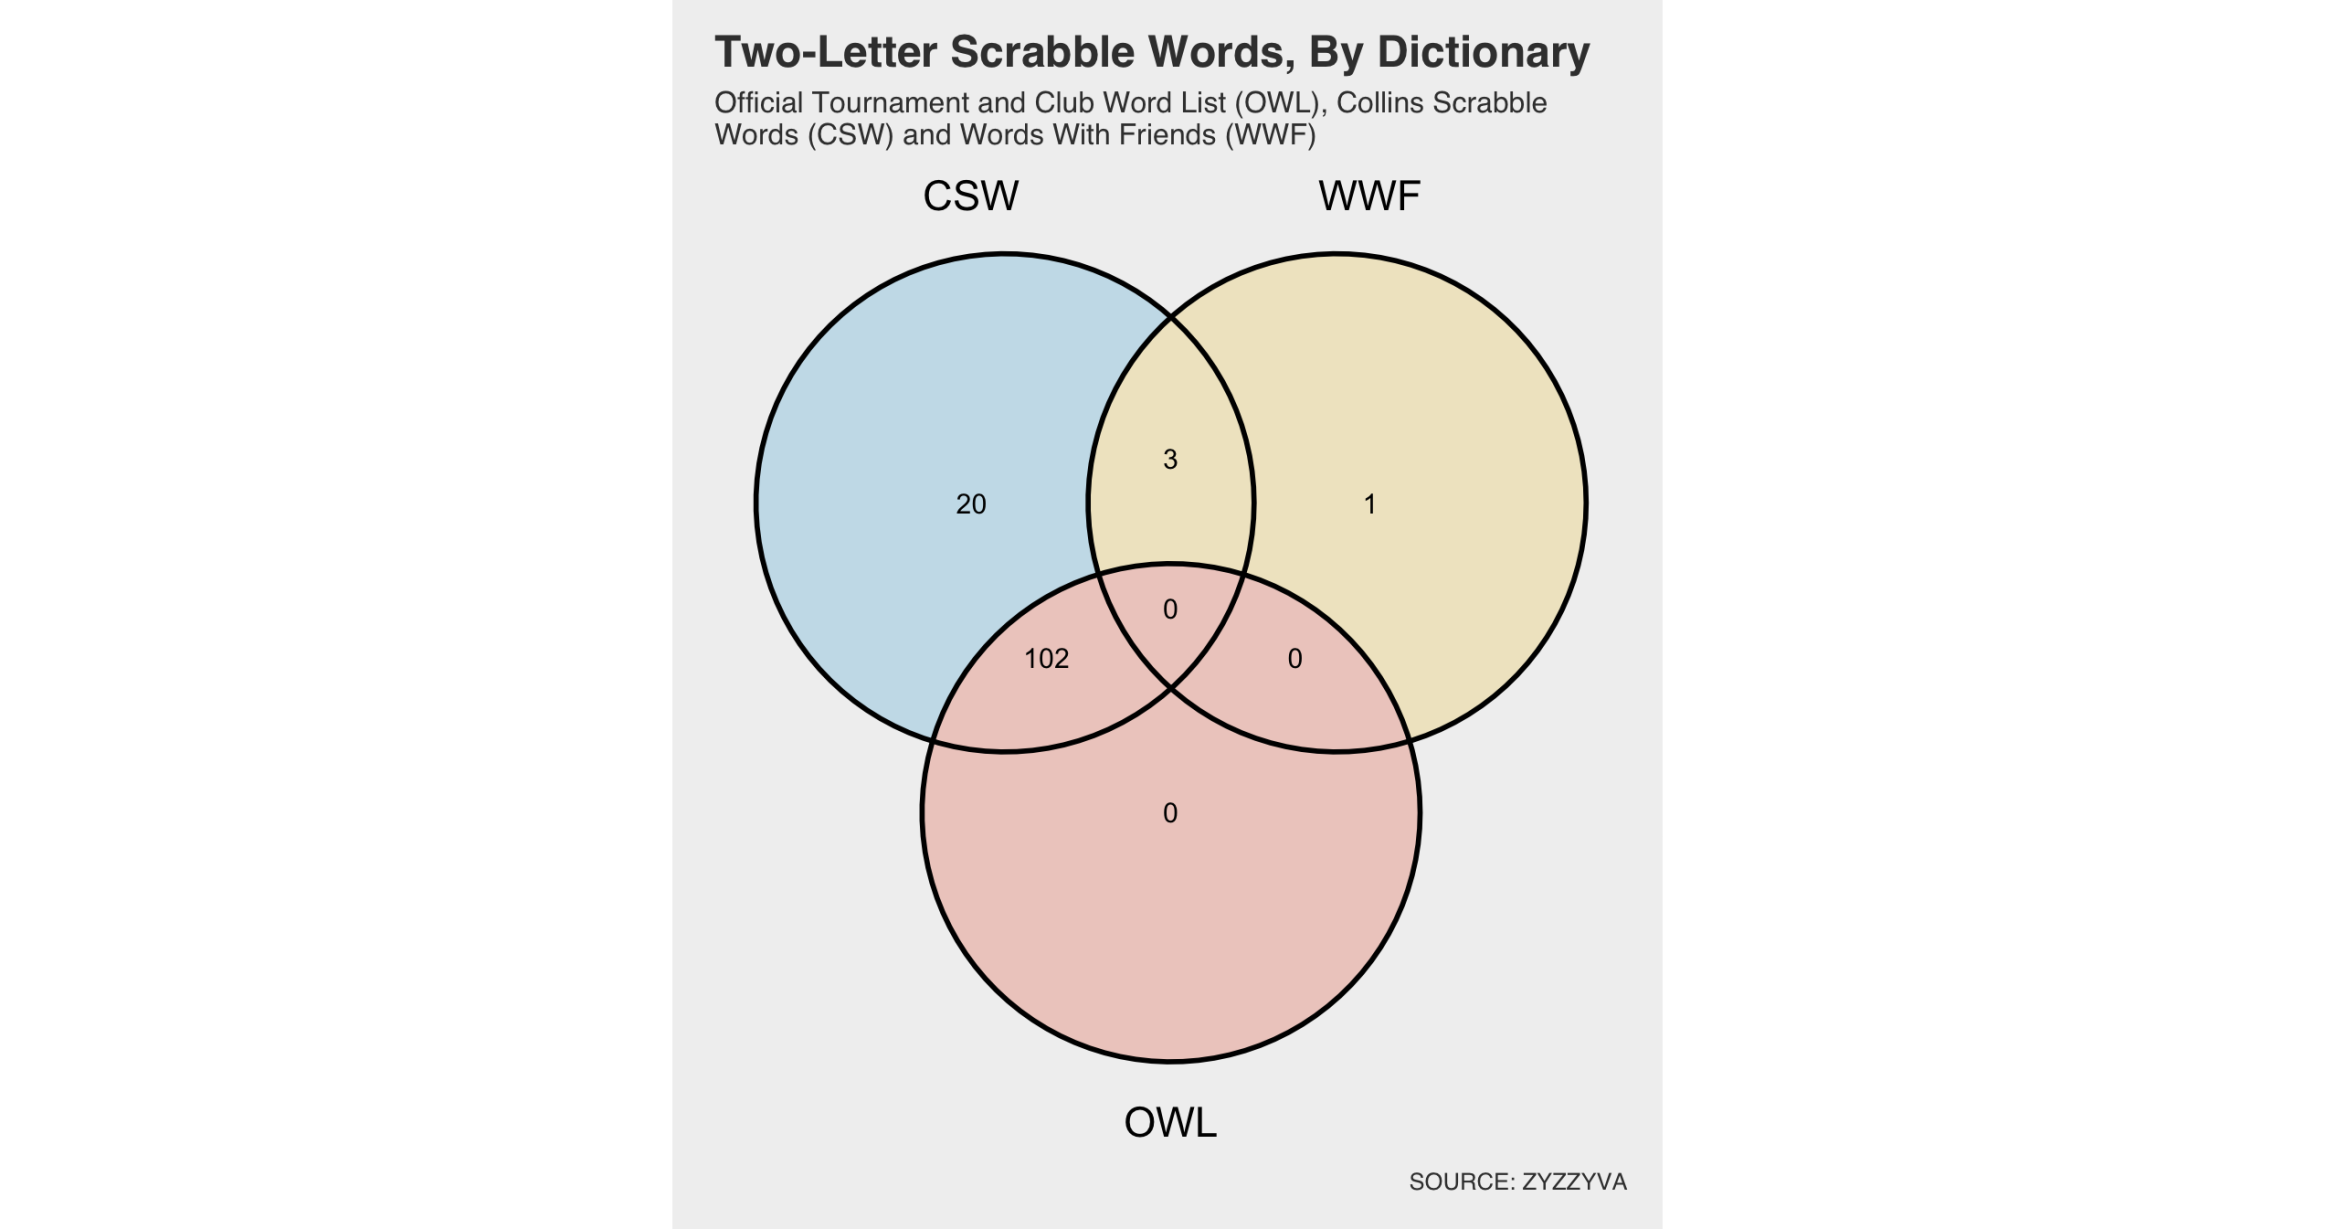 Two-Letter Scrabble Words, By Dictionary
Official Tournament and Club Word List (OWL), Collins Scrabble
Words (CSW) and Words With Friends (WWF)
CSW
WWF
3
20
1
0
102
0
0
OWL
SOURCE: ZYZZYVA